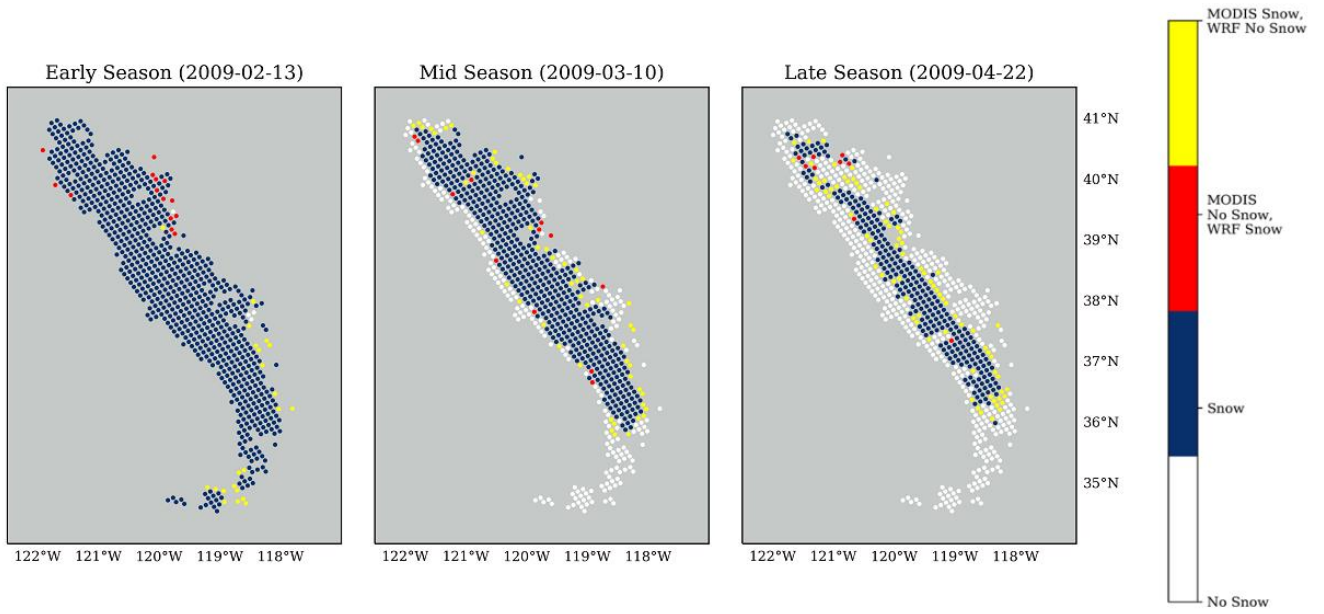 Early Season (2009-02-13)
Mid Season (2009-03-10)
Late Season (2009-04-22)
122°W 121°W 120°W 119°W 118°W
122°W 121°W 120°W 119°W 118°W
122°W 121°W 120°W 119°W 118°W
41°N
40°N
39°N
38°N
37°N
36°N
35°N
MODIS Snow,
WRF No Snow
MODIS
No Snow,
WRF Snow
Snow
No Snow